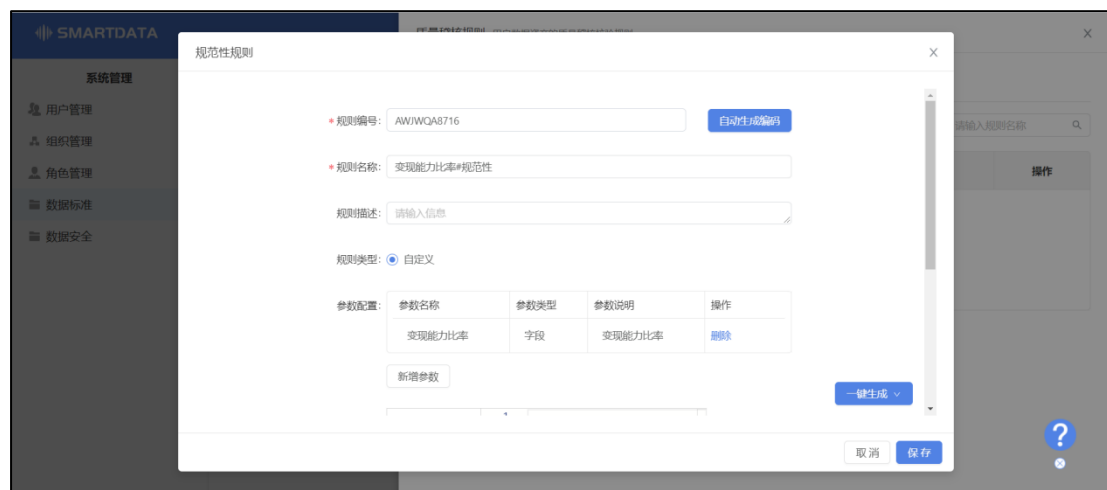 SMARTDATA
系统管理
用户管理
组织管理
角色管理
数据标准
数据安全
请输入规则名称
操作
规范性规则
* 规则编号: AWJWQA8716 自动生成编码
* 规则名称: 变现能力比率#规范性
规则描述: 请输入信息
规则类型: 自定义
参数配置: 参数名称 参数类型 参数说明 操作
变现能力比率 字段 变现能力比率 删除
新增参数
一键生成
取消 保存
?